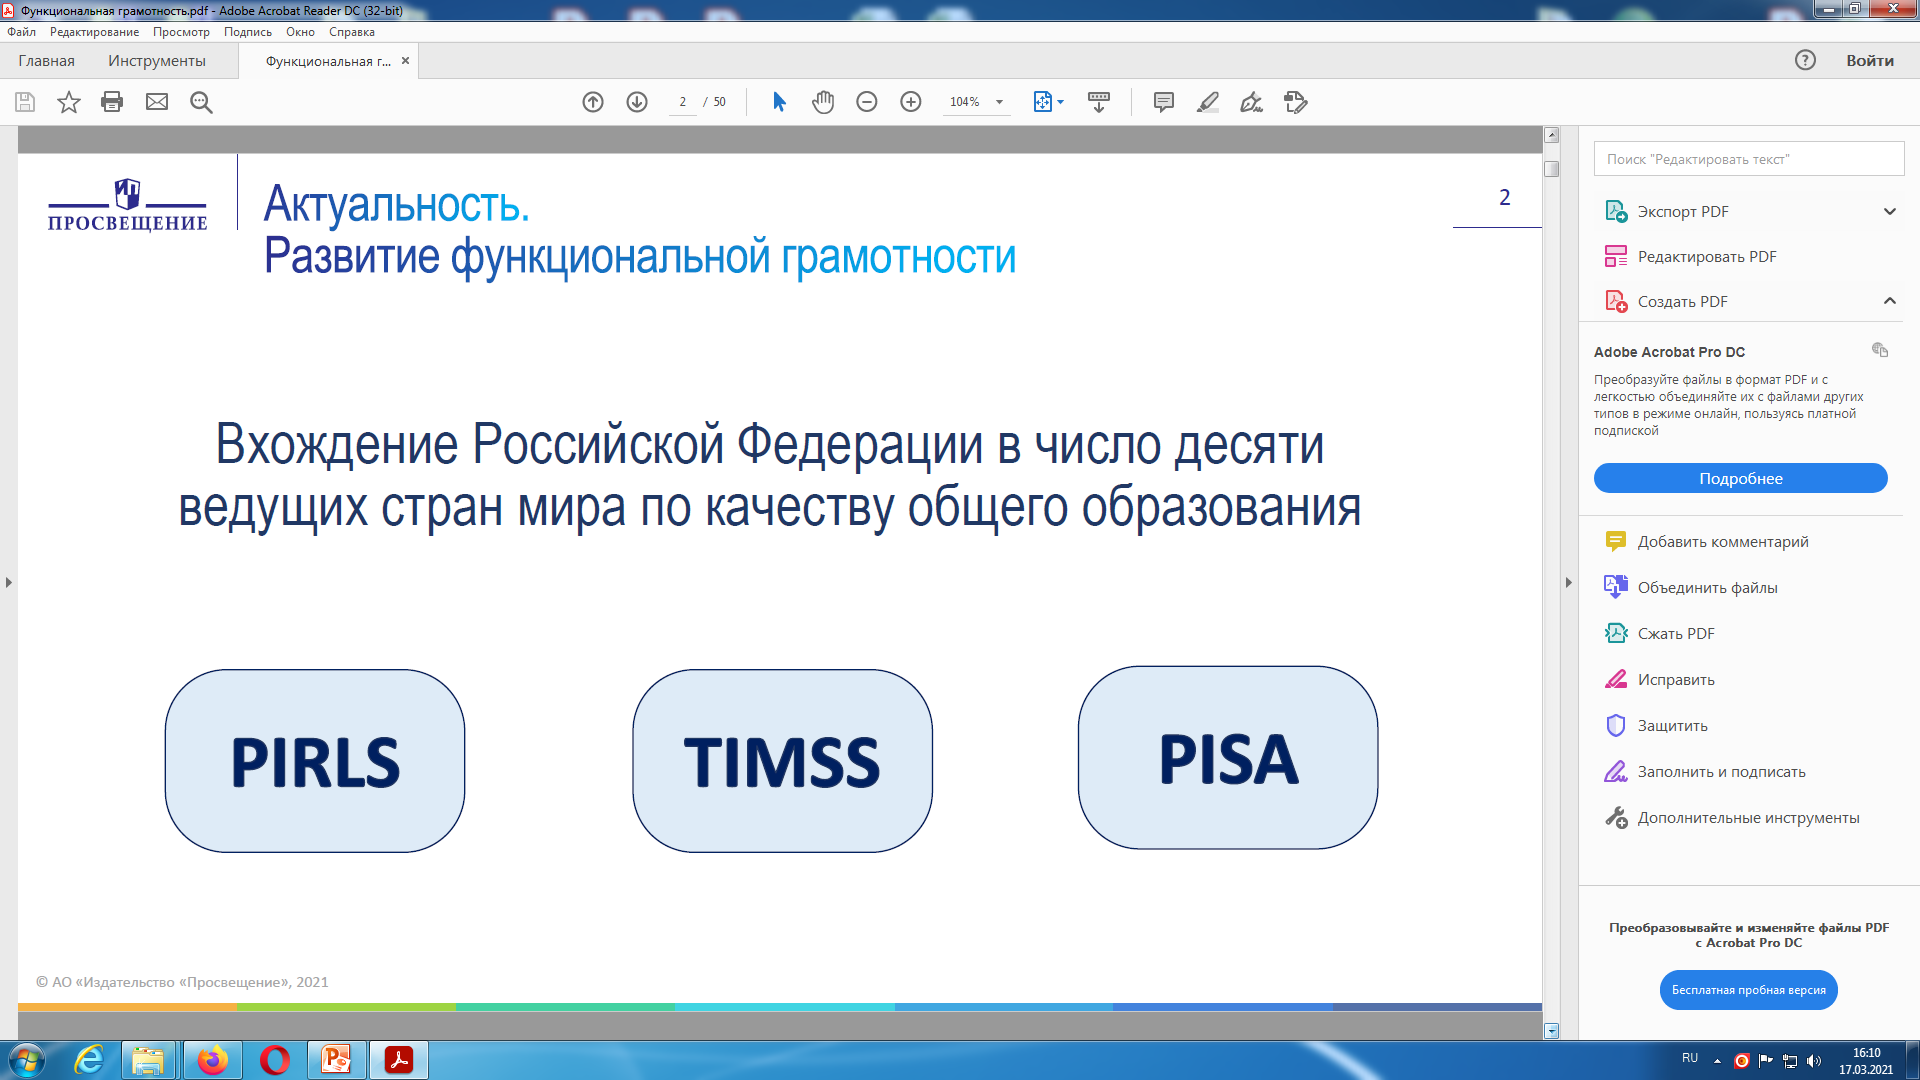 Функциональная грамотность.pdf - Adobe Acrobat Reader DC (32-bit)
Файл Редактирование Просмотр Подпись Окно Справка
Главная Инструменты Функциональная г... × ? Войти
2 / 50 104%
ПРОСВЕЩЕНИЕ
Актуальность.
Развитие функциональной грамотности
2
Вхождение Российской Федерации в число десяти
ведущих стран мира по качеству общего образования
PIRLS TIMSS PISA
© АО «Издательство «Просвещение», 2021
Поиск "Редактировать текст"
Экспорт PDF
Редактировать PDF
Создать PDF
Adobe Acrobat Pro DC
Преобразуйте файлы в формат PDF и с
легкостью объединяйте их с файлами других
типов в режиме онлайн, пользуясь платной
подпиской
Подробнее
Добавить комментарий
Объединить файлы
Сжать PDF
Исправить
Защитить
Заполнить и подписать
Дополнительные инструменты
Преобразовывайте и изменяйте файлы PDF
с Acrobat Pro DC
Бесплатная пробная версия
RU 16:10
17.03.2021